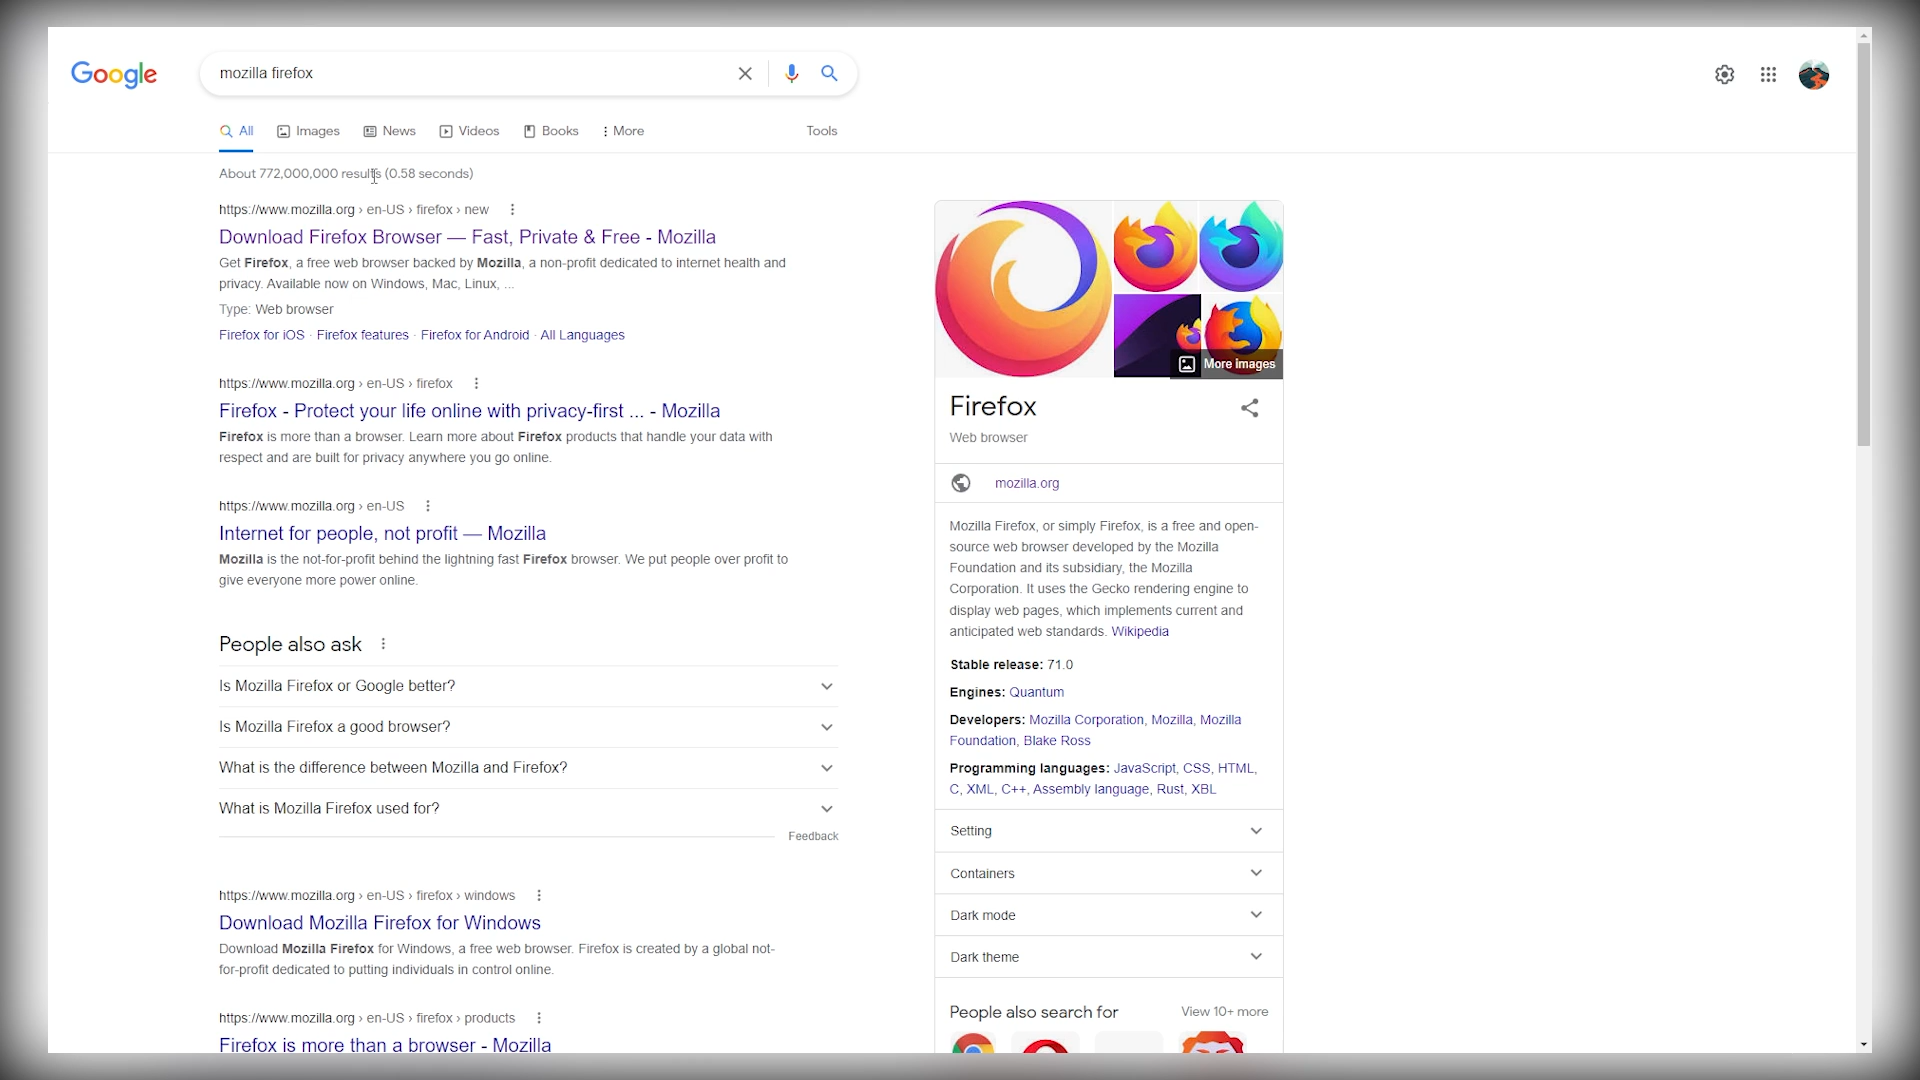 Google
mozilla firefox
All
Images
News
Videos
Books
More
Tools
About 772,000,000 results (0.58 seconds)
https://www.mozilla.org › en-US › firefox › new
Download Firefox Browser — Fast, Private & Free - Mozilla
Get Firefox, a free web browser backed by Mozilla, a non-profit dedicated to internet health and
privacy. Available now on Windows, Mac, Linux, ...
Type: Web browser
Firefox for iOS · Firefox features · Firefox for Android · All Languages
https://www.mozilla.org › en-US › firefox
Firefox - Protect your life online with privacy-first ... - Mozilla
Firefox is more than a browser. Learn more about Firefox products that handle your data with
respect and are built for privacy anywhere you go online.
https://www.mozilla.org › en-US
Internet for people, not profit — Mozilla
Mozilla is the not-for-profit behind the lightning fast Firefox browser. We put people over profit to
give everyone more power online.
People also ask
Is Mozilla Firefox or Google better?
Is Mozilla Firefox a good browser?
What is the difference between Mozilla and Firefox?
What is Mozilla Firefox used for?
Feedback
https://www.mozilla.org › en-US › firefox › windows
Download Mozilla Firefox for Windows
Download Mozilla Firefox for Windows, a free web browser. Firefox is created by a global not-
for-profit dedicated to putting individuals in control online.
https://www.mozilla.org › en-US › firefox › products
Firefox is more than a browser - Mozilla
More images
Firefox
Web browser
mozilla.org
Mozilla Firefox, or simply Firefox, is a free and open-
source web browser developed by the Mozilla
Foundation and its subsidiary, the Mozilla
Corporation. It uses the Gecko rendering engine to
display web pages, which implements current and
anticipated web standards. Wikipedia
Stable release: 71.0
Engines: Quantum
Developers: Mozilla Corporation, Mozilla, Mozilla
Foundation, Blake Ross
Programming languages: JavaScript, CSS, HTML,
C, XML, C++, Assembly language, Rust, XBL
Setting
Containers
Dark mode
Dark theme
People also search for
View 10+ more